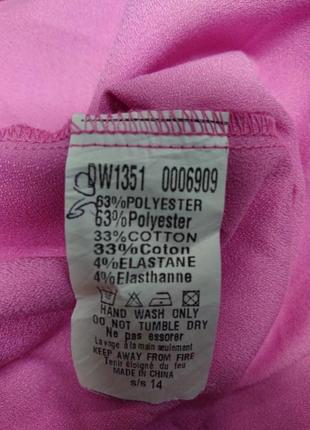 DW1351 0006909
63%POLYESTER
63%Polyester
33%COTTON
33%Coton
4%ELASTANE
4%Elasthanne
HAND WASH ONLY
DO NOT TUMBLE DRY
Ne pas essorer
Lavage à la main seulement
KEEP AWAY FROM FIRE
Tenir éloigné du feu
MADE IN CHINA
s/s 14